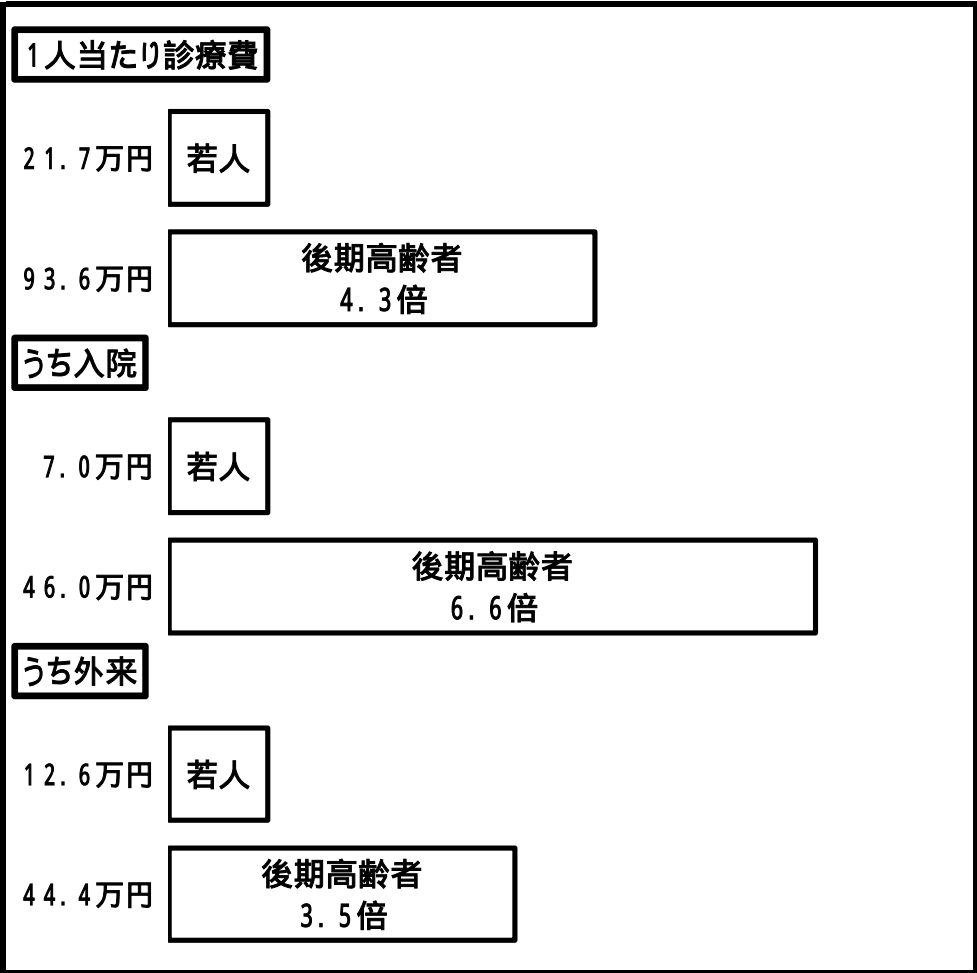 1人当たり診療費
21.7万円 若人
後期高齢者
93.6万円
4.3倍
うち入院
7.0万円 若人
後期高齢者
46.0万円
6.6倍
うち外来
12.6万円 若人
後期高齢者
44.4万円
3.5倍